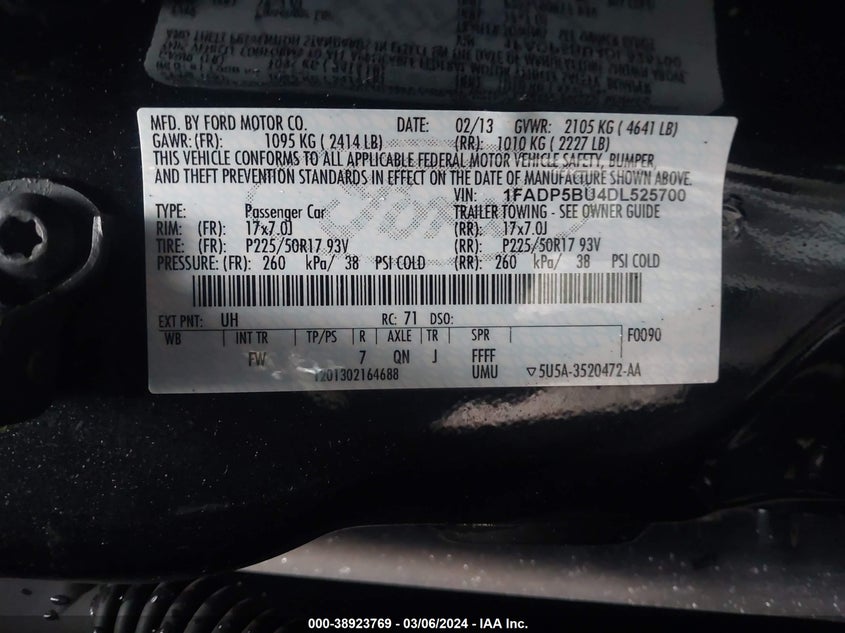 MFD. BY FORD MOTOR CO. DATE: 02/13 GVWR: 2105 KG ( 4641 LB)
GAWR: (FR): 1095 KG ( 2414 LB) (RR): 1010 KG ( 2227 LB)
THIS VEHICLE CONFORMS TO ALL APPLICABLE FEDERAL MOTOR VEHICLE SAFETY, BUMPER,
AND THEFT PREVENTION STANDARDS IN EFFECT ON THE DATE OF MANUFACTURE SHOWN ABOVE.
VIN: 1FADP5BU4DL525700
TYPE: Passenger Car TRAILER TOWING - SEE OWNER GUIDE
RIM: (FR): 17x7.0J (RR): 17x7.0J
TIRE: (FR): P225/50R17 93V (RR): P225/50R17 93V
PRESSURE: (FR): 260 kPa/ 38 PSI COLD (RR): 260 kPa/ 38 PSI COLD
EXT PNT: UH RC: 71 DSO:
WB INT TR TP/PS R AXLE TR SPR F0090
FW 7 QN J FFFF
T201302164688 UMU ▽5U5A-3520472-AA
000-38923769 - 03/06/2024 - IAA Inc.